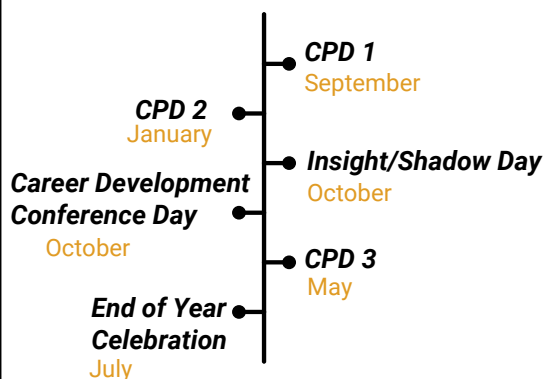 CPD 1
September
CPD 2
January
Insight/Shadow Day
October
Career Development
Conference Day
October
CPD 3
May
End of Year
Celebration
July